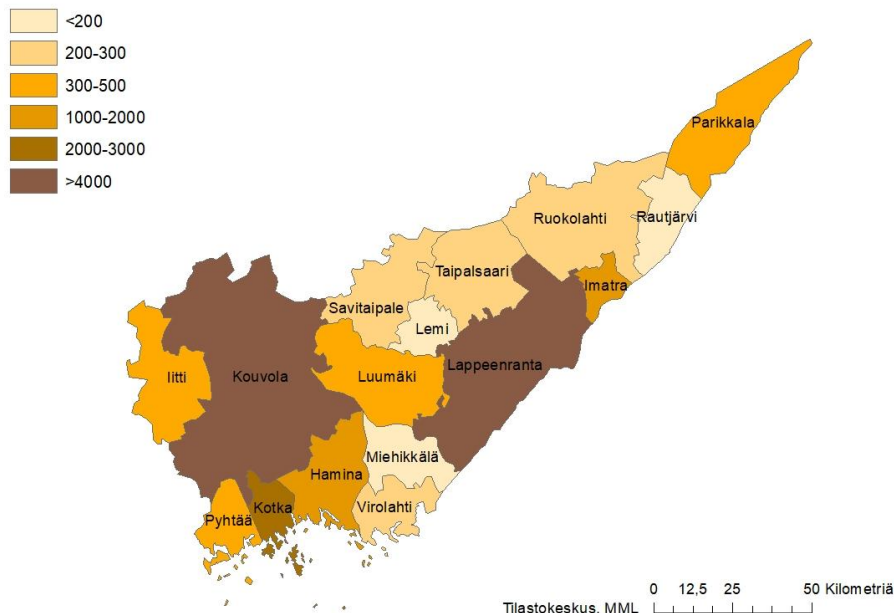 <200
200-300
300-500
1000-2000
2000-3000
>4000
Parikkala
Ruokolahti
Rautjärvi
Taipalsaari
Imatra
Savitaipale
Lemi
Lappeenranta
Iitti
Kouvola
Luumäki
Miehikkälä
Hamina
Kotka
Virolahti
Pyhtää
0 12,5 25 50 Kilometriä
Tilastokeskus, MML